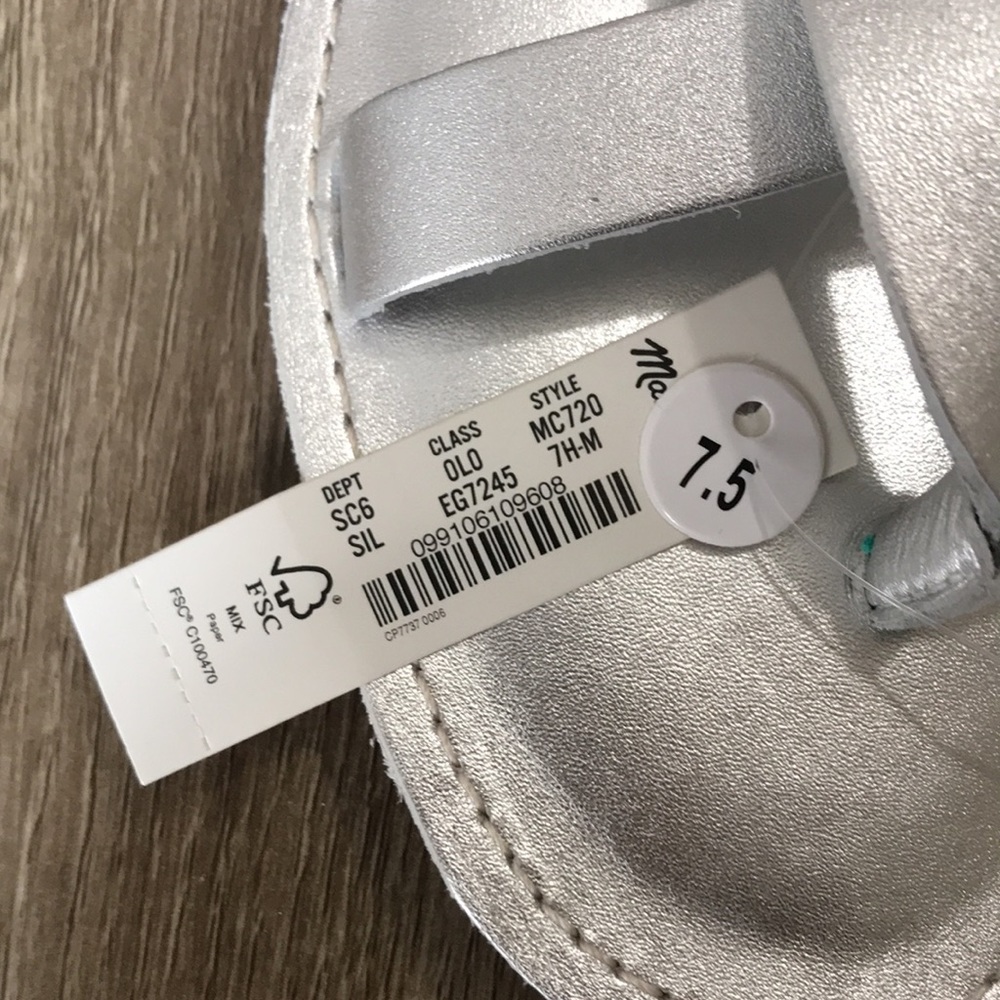 Ma
DEPT CLASS STYLE
SC6 OLO MC720
SIL EG7245 7H-M
099106109608
CP7737 0006
7.5
FSC
®
MIX
Paper
FSC® C100470